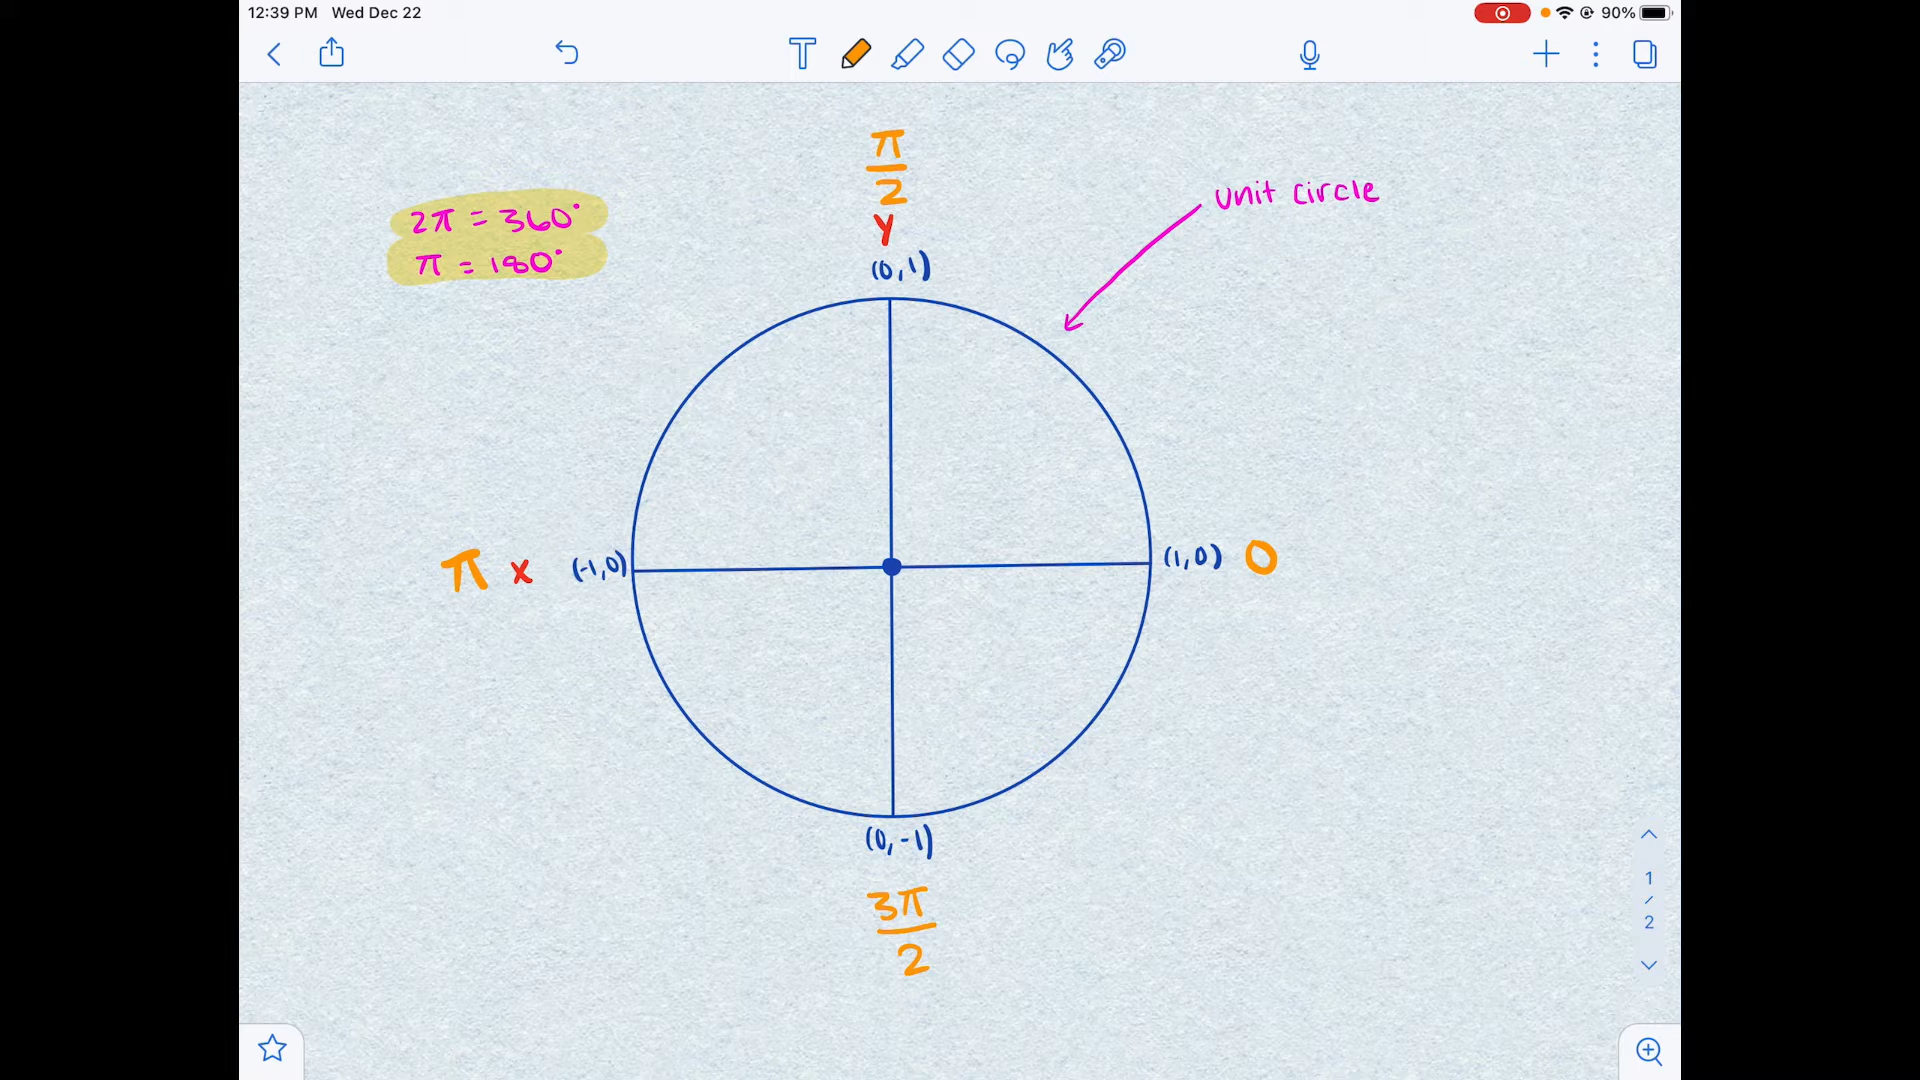 12:39 PM Wed Dec 22
90%
π
2
Y
(0,1)
unit circle
2π = 360°
π = 180°
π x (-1,0)
(1,0) 0
(0,-1)
3π
2
1
/
2